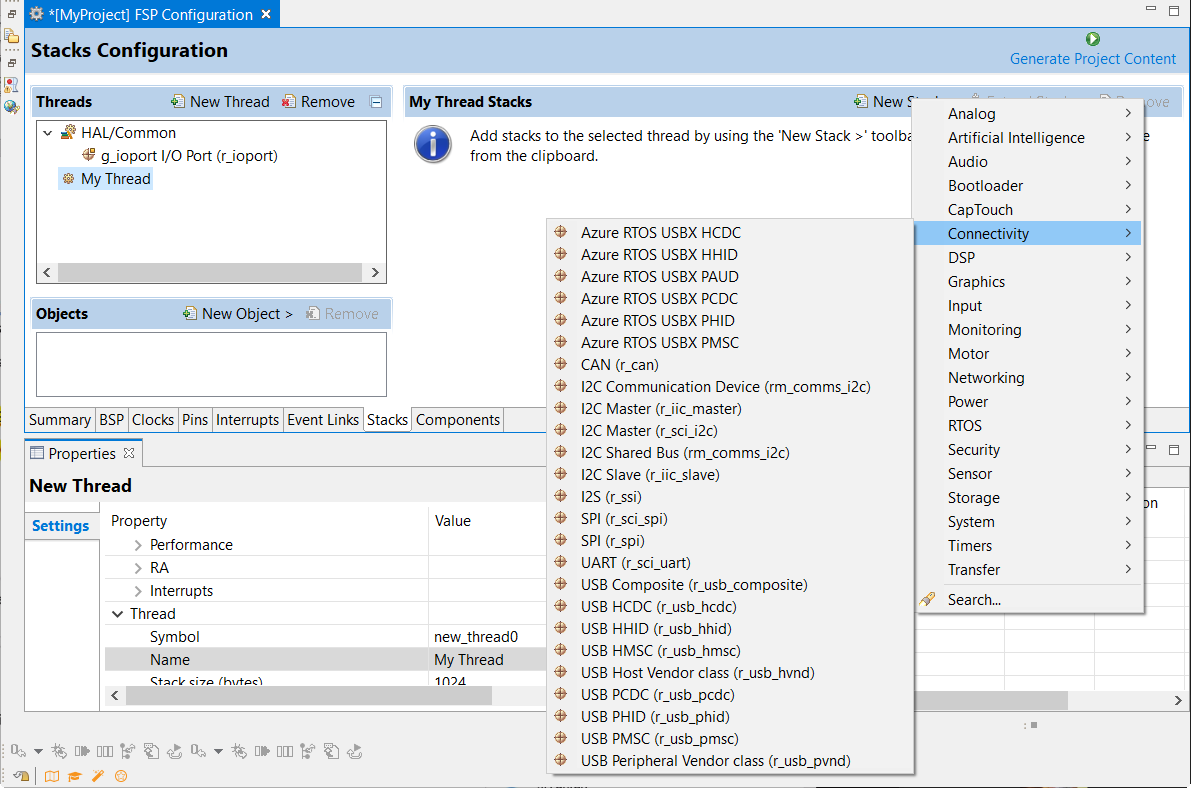 *[MyProject] FSP Configuration
Stacks Configuration
Generate Project Content
Threads
New Thread
Remove
HAL/Common
g_ioport I/O Port (r_ioport)
My Thread
Objects
New Object >
Remove
My Thread Stacks
New
Add stacks to the selected thread by using the 'New Stack >'
from the clipboard.
Analog
Artificial Intelligence
Audio
Bootloader
CapTouch
Connectivity
DSP
Graphics
Input
Monitoring
Motor
Networking
Power
RTOS
Security
Sensor
Storage
System
Timers
Transfer
Search...
Azure RTOS USBX HCDC
Azure RTOS USBX HHID
Azure RTOS USBX PAUD
Azure RTOS USBX PCDC
Azure RTOS USBX PHID
Azure RTOS USBX PMSC
CAN (r_can)
I2C Communication Device (rm_comms_i2c)
I2C Master (r_iic_master)
I2C Master (r_sci_i2c)
I2C Shared Bus (rm_comms_i2c)
I2C Slave (r_iic_slave)
I2S (r_ssi)
SPI (r_sci_spi)
SPI (r_spi)
UART (r_sci_uart)
USB Composite (r_usb_composite)
USB HCDC (r_usb_hcdc)
USB HHID (r_usb_hhid)
USB HMSC (r_usb_hmsc)
USB Host Vendor class (r_usb_hvnd)
USB PCDC (r_usb_pcdc)
USB PHID (r_usb_phid)
USB PMSC (r_usb_pmsc)
USB Peripheral Vendor class (r_usb_pvnd)
Summary BSP Clocks Pins Interrupts Event Links Stacks Components
Properties
New Thread
Settings
Property Value
Performance
RA
Interrupts
Thread
Symbol new_thread0
Name My Thread
Stack size (bytes) 1024